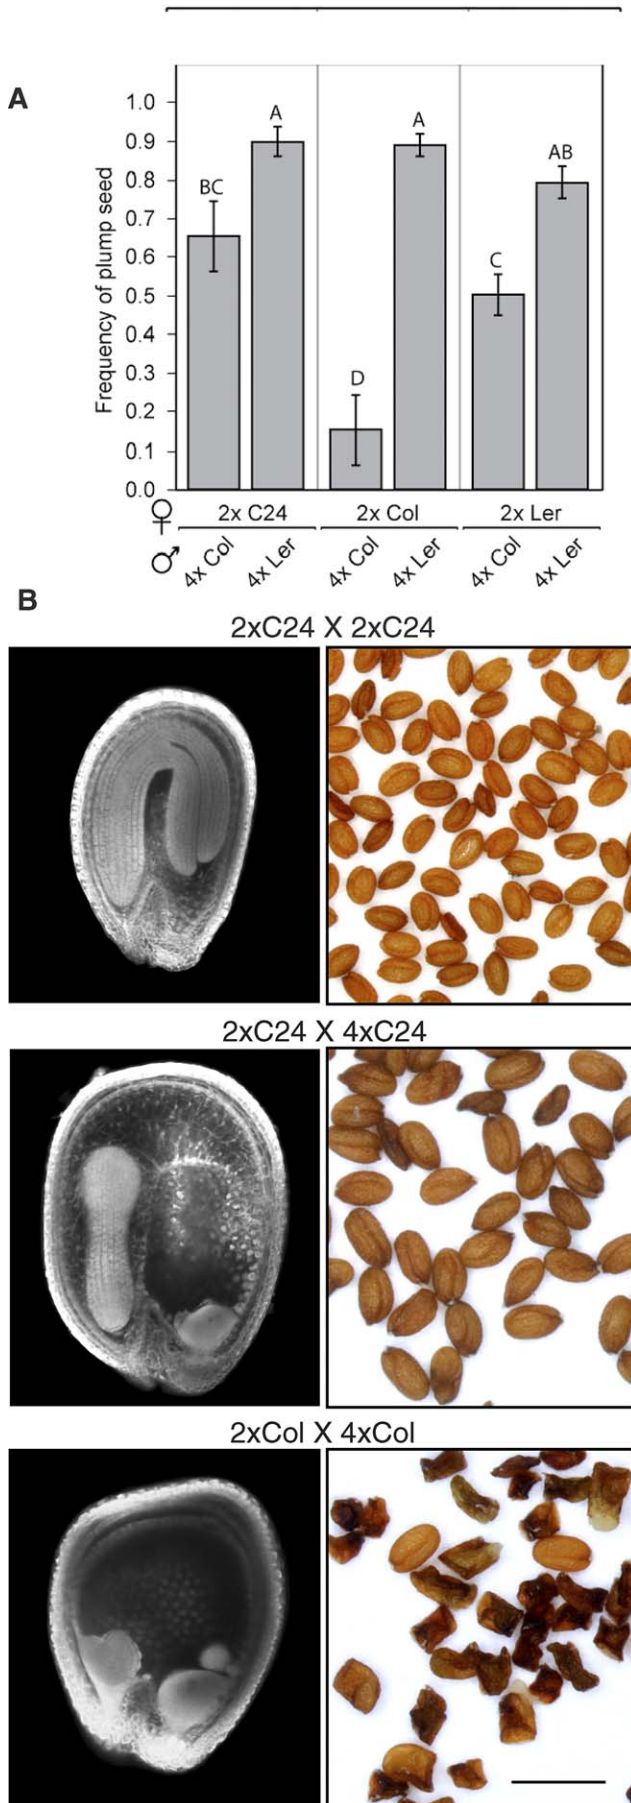 A
Frequency of plump seed
1.0
0.9
0.8
0.7
0.6
0.5
0.4
0.3
0.2
0.1
0.0
BC
A
D
A
C
AB
♀ 2x C24 2x Col 2x Ler
♂ 4x Col 4x Ler 4x Col 4x Ler 4x Col 4x Ler
B
2xC24 X 2xC24
2xC24 X 4xC24
2xCol X 4xCol